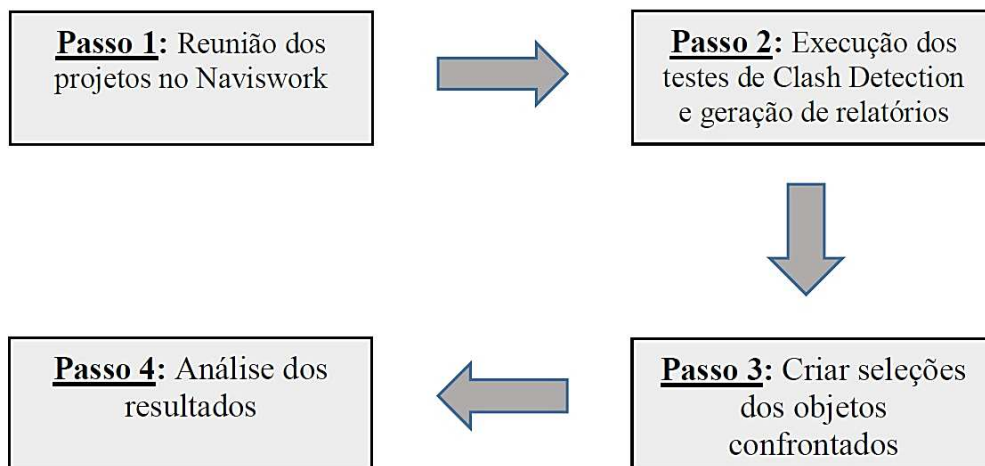 Passo 1: Reunião dos
projetos no Naviswork
Passo 2: Execução dos
testes de Clash Detection
e geração de relatórios
Passo 3: Criar seleções
dos objetos
confrontados
Passo 4: Análise dos
resultados